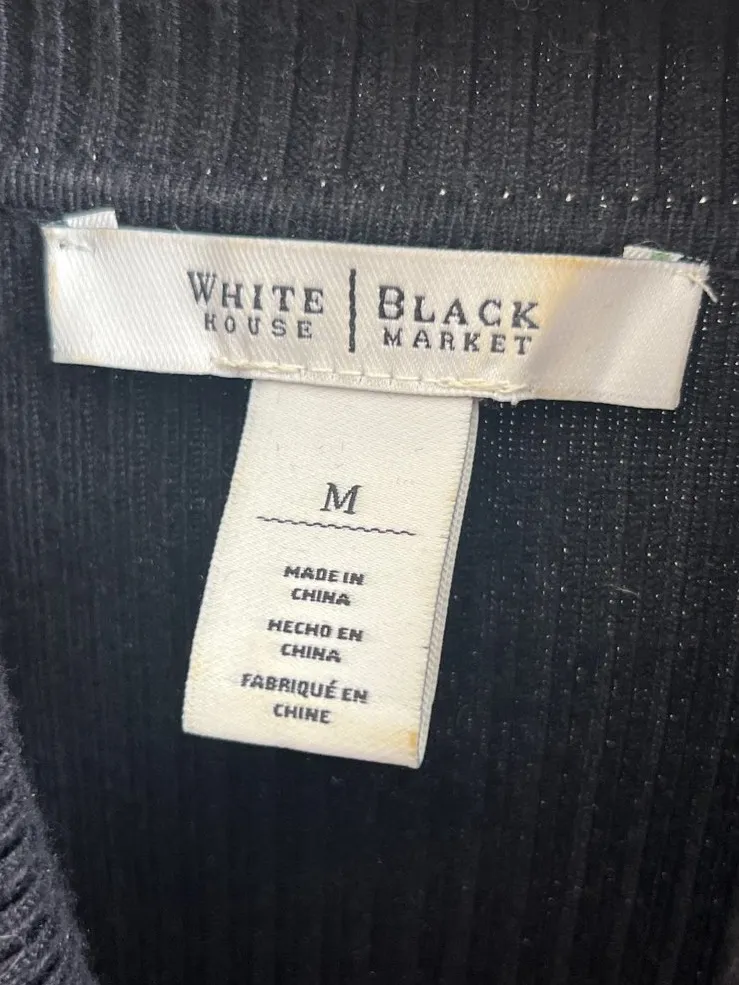 WHITE | BLACK
HOUSE | MARKET
M
MADE IN
CHINA
HECHO EN
CHINA
FABRIQUÉ EN
CHINE